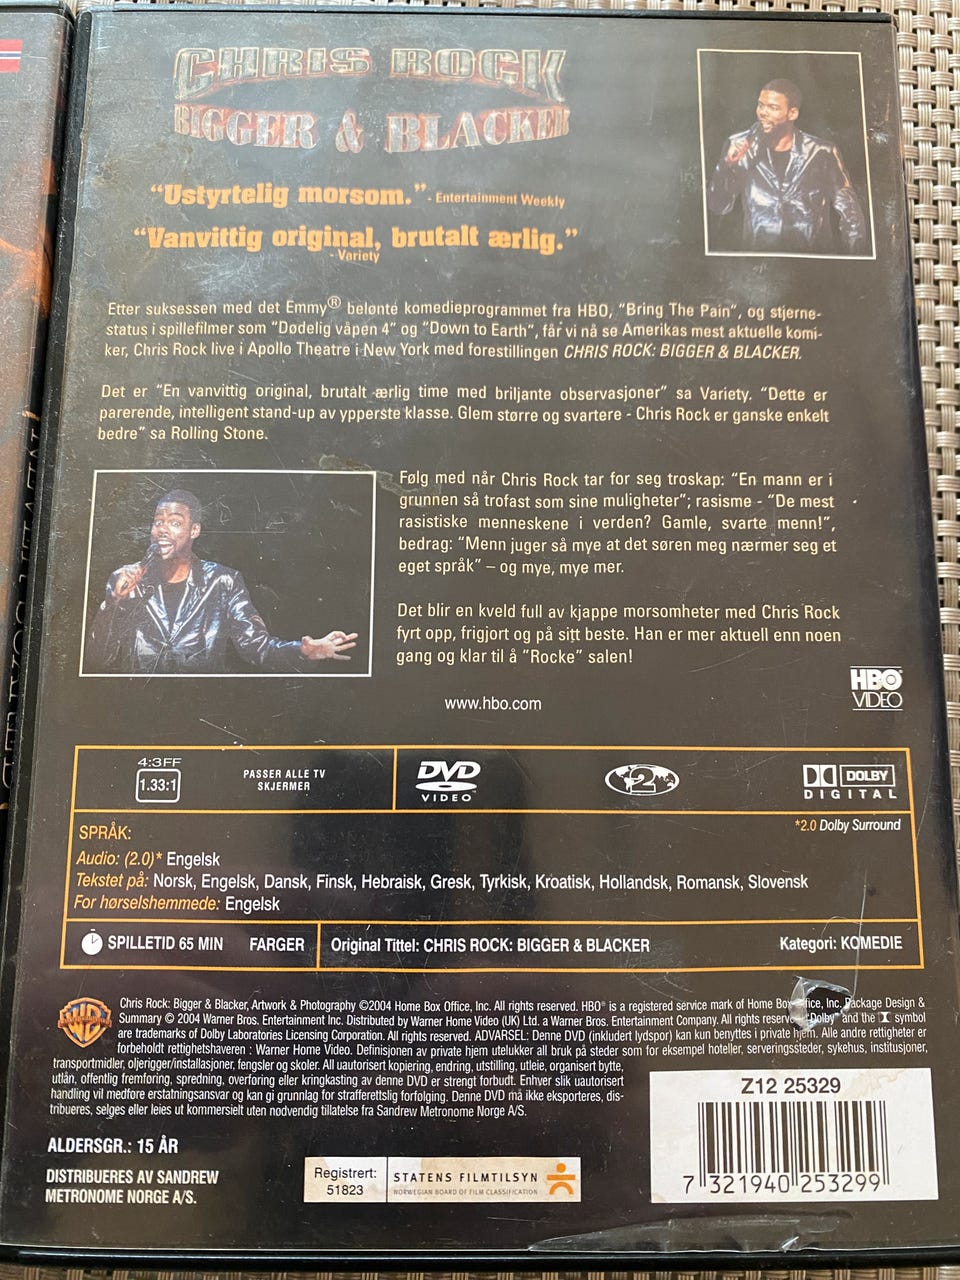 CHRIS ROCK
BIGGER & BLACKER
"Ustyrtelig morsom." - Entertainment Weekly
"Vanvittig original, brutalt ærlig."
- Variety
Etter suksessen med det Emmy® belønte komedieprogrammet fra HBO, "Bring The Pain", og stjerne-
status i spillefilmer som "Dødelig våpen 4" og "Down to Earth", får vi nå se Amerikas mest aktuelle komi-
ker, Chris Rock live i Apollo Theatre i New York med forestillingen CHRIS ROCK: BIGGER & BLACKER.
Det er "En vanvittig original, brutalt ærlig time med briljante observasjoner" sa Variety. "Dette er
parerende, intelligent stand-up av ypperste klasse. Glem større og svartere - Chris Rock er ganske enkelt
bedre" sa Rolling Stone.
Følg med når Chris Rock tar for seg troskap: "En mann er i
grunnen så trofast som sine muligheter"; rasisme - "De mest
rasistiske menneskene i verden? Gamle, svarte menn!",
bedrag: "Menn juger så mye at det søren meg nærmer seg et
eget språk" – og mye, mye mer.
Det blir en kveld full av kjappe morsomheter med Chris Rock
fyrt opp, frigjort og på sitt beste. Han er mer aktuell enn noen
gang og klar til å "Rocke" salen!
HBO
VIDEO
www.hbo.com
4:3FF
1.33:1
PASSER ALLE TV
SKJERMER
DVD
VIDEO
2
DOLBY
DIGITAL
*2.0 Dolby Surround
SPRÅK:
Audio: (2.0)* Engelsk
Tekstet på: Norsk, Engelsk, Dansk, Finsk, Hebraisk, Gresk, Tyrkisk, Kroatisk, Hollandsk, Romansk, Slovensk
For hørselshemmede: Engelsk
SPILLETID 65 MIN FARGER Original Tittel: CHRIS ROCK: BIGGER & BLACKER Kategori: KOMEDIE
WB
Chris Rock: Bigger & Blacker, Artwork & Photography ©2004 Home Box Office, Inc. All rights reserved. HBO® is a registered service mark of Home Box Office, Inc. Package Design &
Summary © 2004 Warner Bros. Entertainment Inc. Distributed by Warner Home Video (UK) Ltd. a Warner Bros. Entertainment Company. All rights reserved. "Dolby" and the symbol
are trademarks of Dolby Laboratories Licensing Corporation. All rights reserved. ADVARSEL: Denne DVD (inkludert lydspor) kan kun benyttes i private hjem. Alle andre rettigheter er
forbeholdt rettighetshaveren : Warner Home Video. Definisjonen av private hjem utelukker all bruk på steder som for eksempel hoteller, serveringssteder, sykehus, institusjoner,
transportmidler, oljerigger/installasjoner, fengsler og skoler. All uautorisert kopiering, endring, utstilling, utleie, organisert bytte,
utlån, offentlig fremføring, spredning, overføring eller kringkasting av denne DVD er strengt forbudt. Enhver slik uautorisert
handling vil medføre erstatningsansvar og kan gi grunnlag for strafferettslig forfølging. Denne DVD må ikke eksporteres, dis-
tribueres, selges eller leies ut kommersielt uten nødvendig tillatelse fra Sandrew Metronome Norge A/S.
ALDERSGR.: 15 ÅR
DISTRIBUERES AV SANDREW
METRONOME NORGE A/S.
Registrert:
51823
STATENS FILMTILSYN
NORWEGIAN BOARD OF FILM CLASSIFICATION
Z12 25329
7 321940 253299